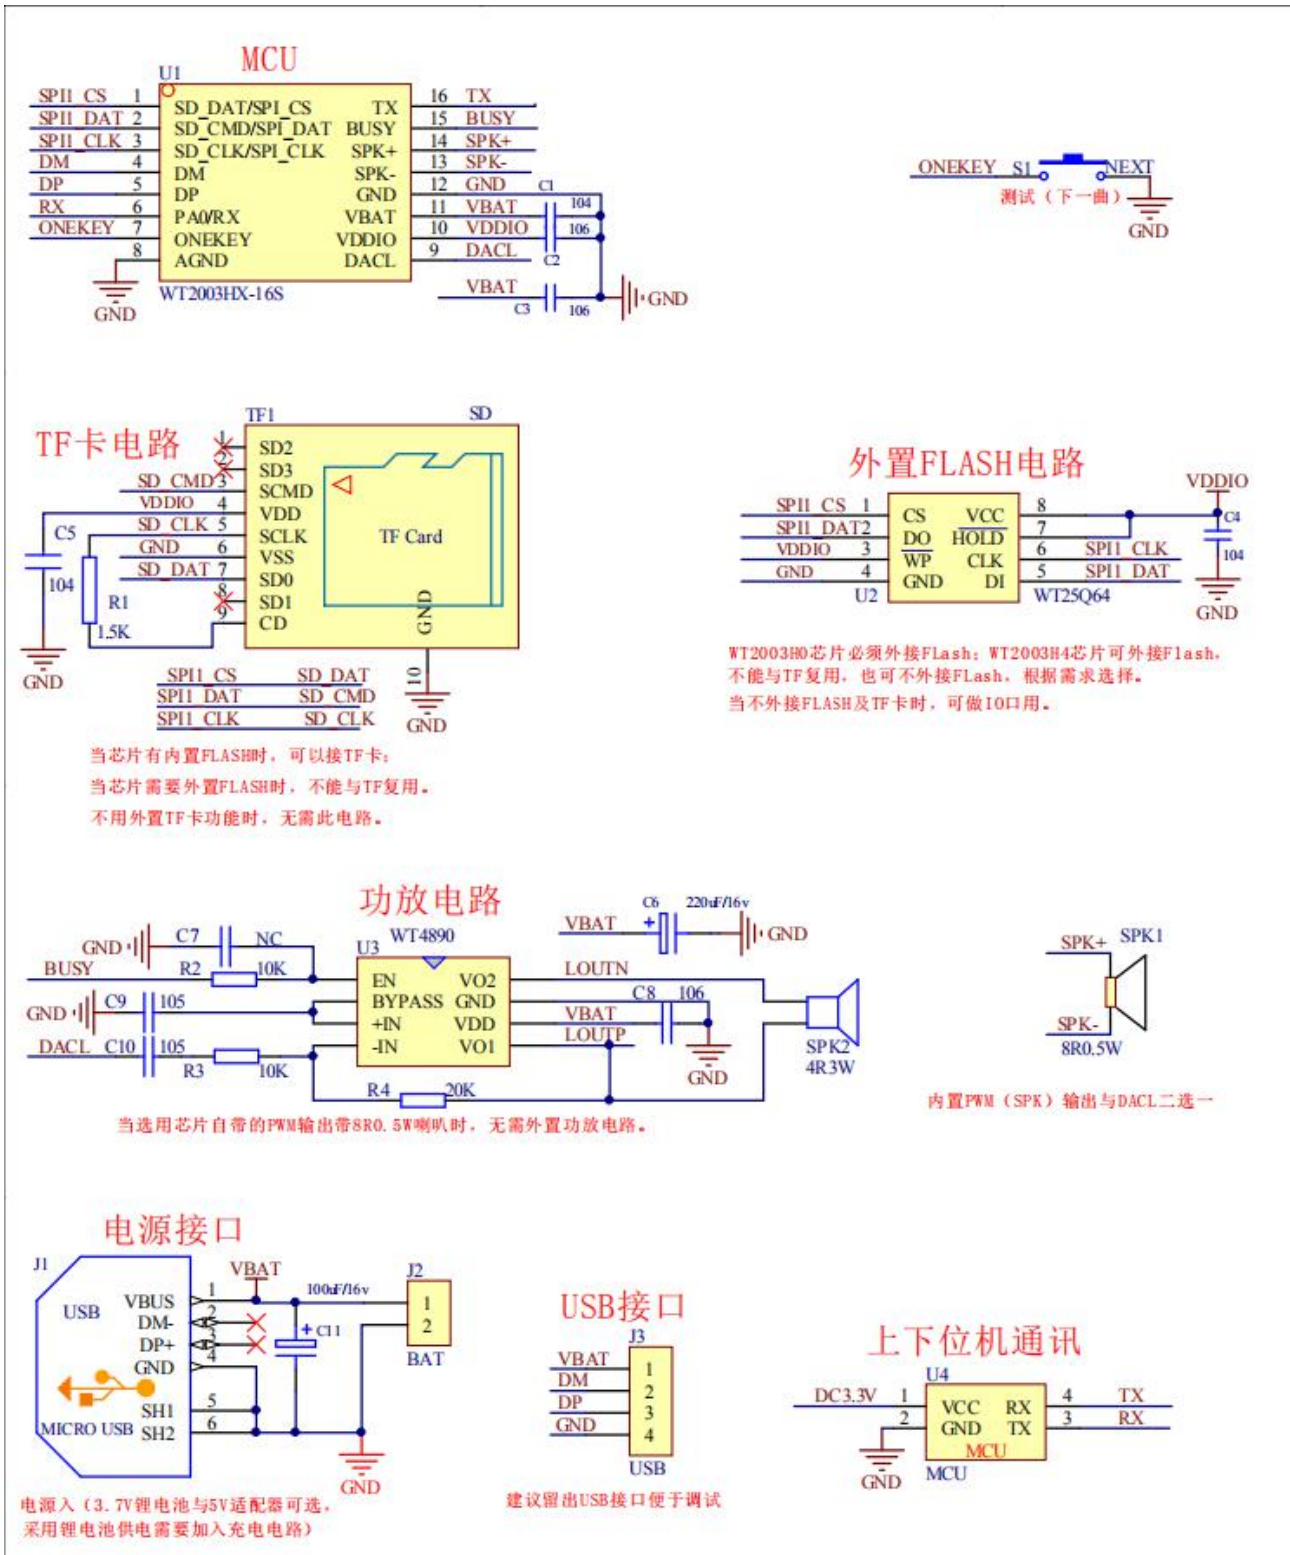 MCU
U1
SPI1_CS 1 SD_DAT/SPI_CS TX 16 TX
SPI1_DAT 2 SD_CMD/SPI_DAT BUSY 15 BUSY
SPI1_CLK 3 SD_CLK/SPI_CLK SPK+ 14 SPK+
DM 4 DM SPK- 13 SPK-
DP 5 DP GND 12 GND C1
RX 6 PA0/RX VBAT 11 VBAT 104
ONEKEY 7 ONEKEY VDDIO 10 VDDIO 106
8 AGND DACL 9 DACL C2
GND WT2003HX-16S
VBAT C3 106 GND
ONEKEY S1 NEXT
测试（下一曲）
GND
TF卡电路
TF1 SD
1 SD2
2 SD3
SD_CMD 3 SCMD
VDDIO 4 VDD
C5 SD_CLK 5 SCLK TF Card
GND 6 VSS
104 SD_DAT 7 SD0
8 SD1
R1 9 CD GND
1.5K
GND
10
GND
SPI1_CS SD_DAT
SPI1_DAT SD_CMD
SPI1_CLK SD_CLK
当芯片有内置FLASH时，可以接TF卡；
当芯片需要外置FLASH时，不能与TF复用。
不用外置TF卡功能时，无需此电路。
外置FLASH电路
VDDIO
SPI1_CS 1 CS VCC 8 C4
SPI1_DAT 2 DO HOLD 7
VDDIO 3 WP CLK 6 SPI1_CLK 104
GND 4 GND DI 5 SPI1_DAT
U2 WT25Q64
GND
WT2003H0芯片必须外接FLash；WT2003H4芯片可外接Flash，
不能与TF复用，也可不外接FLash，根据需求选择。
当不外接FLASH及TF卡时，可做IO口用。
功放电路
WT4890
U3
GND C7 NC
BUSY R2 10K EN VO2 LOUTN
GND C9 105 BYPASS GND C8 106
+IN VDD VBAT
DACL C10 105 -IN VO1 LOUTP
R3 10K
R4 20K
VBAT C6 220uF/16v GND
+
GND
SPK2
4R3W
当选用芯片自带的PWM输出带8R0.5W喇叭时，无需外置功放电路。
SPK+ SPK1
SPK-
8R0.5W
内置PWM（SPK）输出与DACL二选一
电源接口
J1
VBAT 100uF/16v J2
USB VBUS 1 1
DM- 2 2
DP+ 3 + C11
GND 4 BAT
SH1 5
MICRO USB SH2 6
GND
电源入（3.7V锂电池与5V适配器可选，
采用锂电池供电需要加入充电电路）
USB接口
J3
VBAT 1
DM 2
DP 3
GND 4
USB
建议留出USB接口便于调试
上下位机通讯
U4
DC3.3V 1 VCC RX 4 TX
2 GND TX 3 RX
MCU
GND MCU